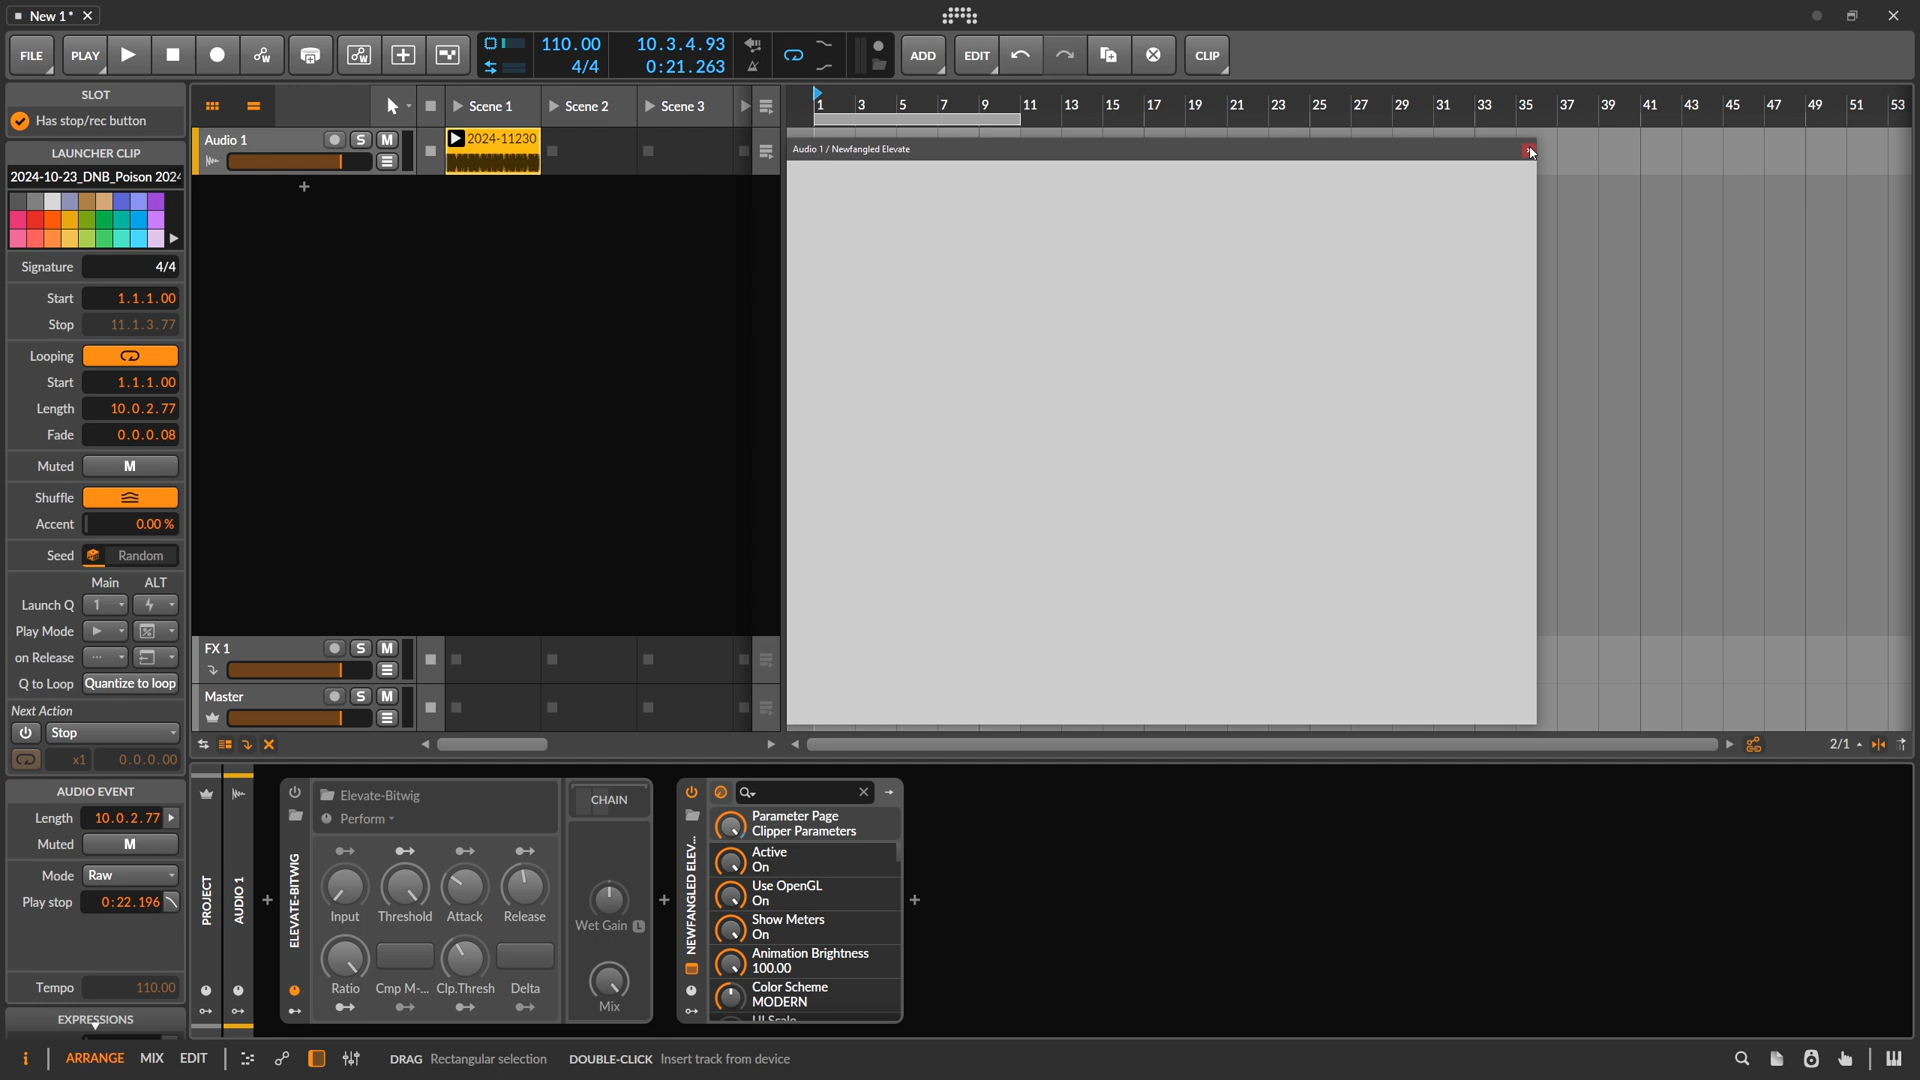 New 1*
FILE PLAY 110.00 4/4 10.3.4.93 0:21.263 ADD EDIT CLIP
SLOT
Has stop/rec button
LAUNCHER CLIP
2024-10-23_DNB_Poison 2024
Signature 4/4
Start 1.1.1.00
Stop 11.1.3.77
Looping
Start 1.1.1.00
Length 10.0.2.77
Fade 0.0.0.08
Muted M
Shuffle
Accent 0.00 %
Seed Random
Main ALT
Launch Q 1
Play Mode
on Release ...
Q to Loop Quantize to loop
Next Action
Stop
x1 0.0.0.00
AUDIO EVENT
Length 10.0.2.77
Muted M
Mode Raw
Play stop 0:22.196
Tempo 110.00
EXPRESSIONS
Scene 1 Scene 2 Scene 3
Audio 1 S M
2024-11230
FX 1 S M
Master S M
1 3 5 7 9 11 13 15 17 19 21 23 25 27 29 31 33 35 37 39 41 43 45 47 49 51 53
Audio 1 / Newfangled Elevate
2/1
PROJECT
AUDIO 1
ELEVATE-BITWIG
Elevate-Bitwig
Perform
Input Threshold Attack Release
Ratio Cmp M-... Clp.Thresh Delta
CHAIN
Wet Gain L
Mix
NEWFANGLED ELEV...
Parameter Page
Clipper Parameters
Active
On
Use OpenGL
On
Show Meters
On
Animation Brightness
100.00
Color Scheme
MODERN
UI Scale
i ARRANGE MIX EDIT DRAG Rectangular selection DOUBLE-CLICK Insert track from device